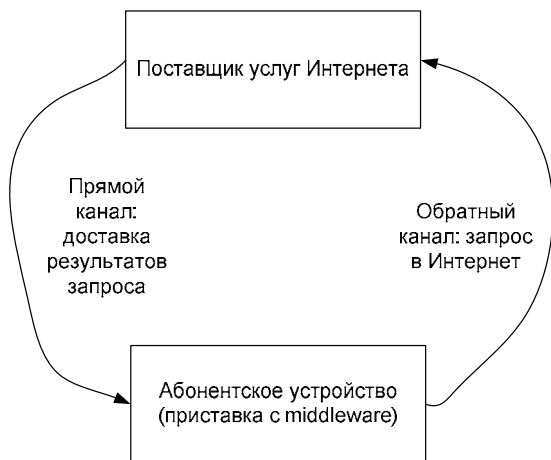 Поставщик услуг Интернета
Прямой
канал:
доставка
результатов
запроса
Обратный
канал: запрос
в Интернет
Абонентское устройство
(приставка с middleware)